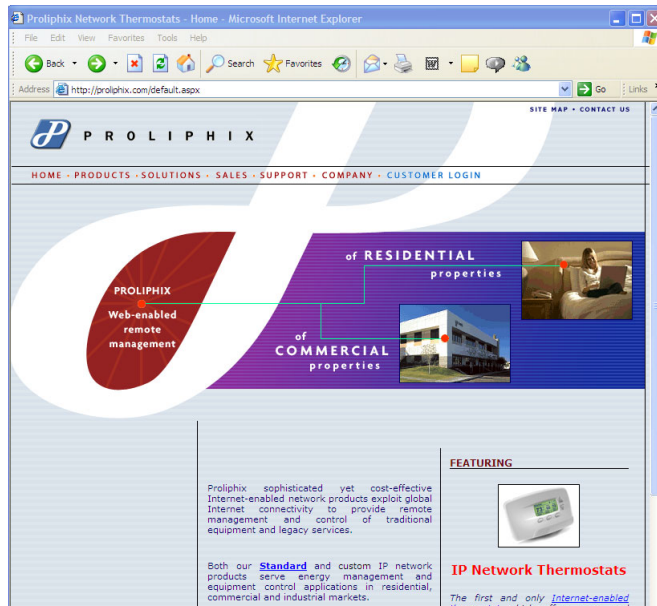 Proliphix Network Thermostats - Home - Microsoft Internet Explorer
File Edit View Favorites Tools Help
Back Search Favorites
Address http://proliphix.com/default.aspx Go Links
SITE MAP • CONTACT US
PROLIPHIX
HOME • PRODUCTS • SOLUTIONS • SALES • SUPPORT • COMPANY • CUSTOMER LOGIN
of RESIDENTIAL
properties
PROLIPHIX
Web-enabled
remote
management
of
COMMERCIAL
properties
Proliphix sophisticated yet cost-effective
Internet-enabled network products exploit global
Internet connectivity to provide remote
management and control of traditional
equipment and legacy services.
Both our Standard and custom IP network
products serve energy management and
equipment control applications in residential,
commercial and industrial markets.
FEATURING
IP Network Thermostats
The first and only Internet-enabled